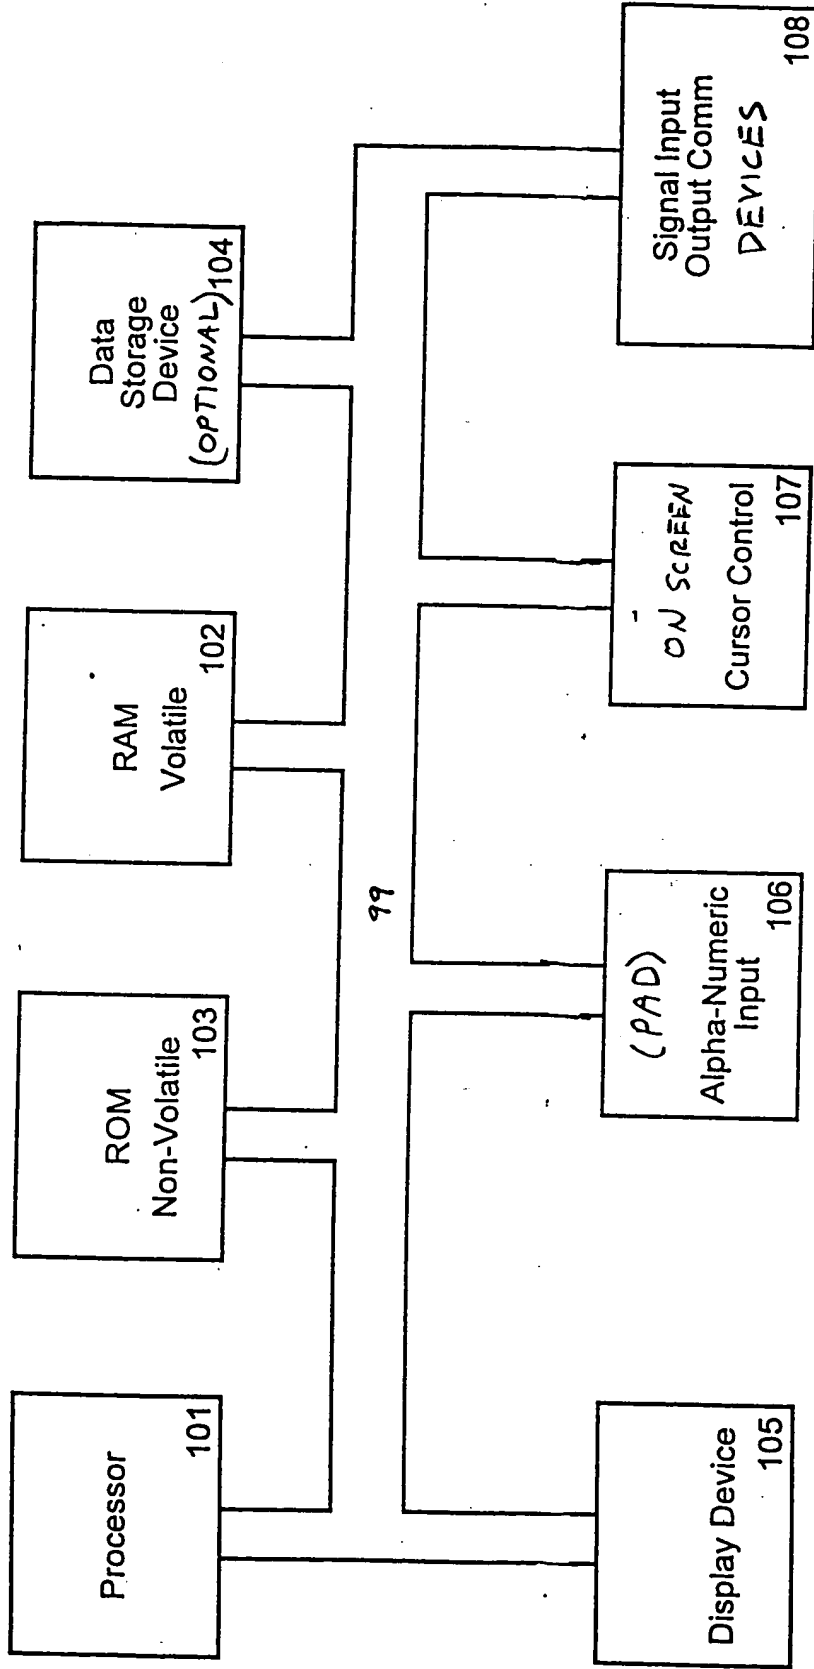 Processor
101
ROM
Non-Volatile
103
RAM
Volatile
102
Data
Storage
Device
(OPTIONAL)
104
99
Display Device
105
(PAD)
Alpha-Numeric
Input
106
ON SCREEN
Cursor Control
107
Signal Input
Output Comm
DEVICES
108